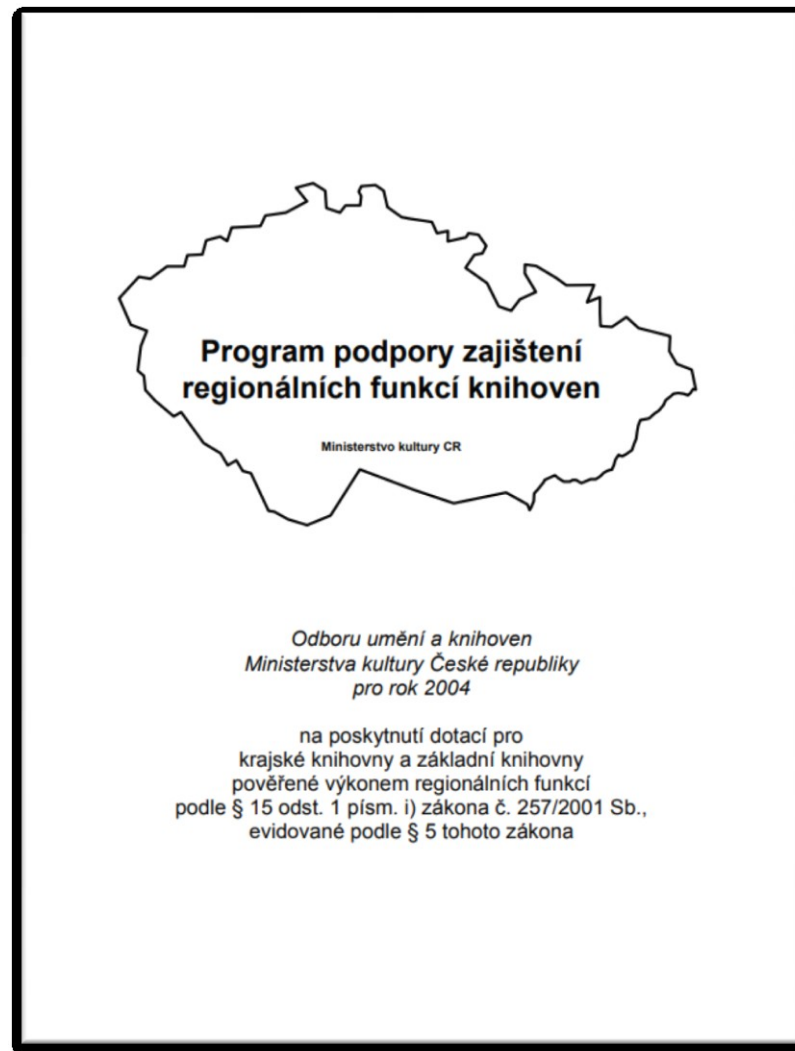 Program podpory zajištení
regionálních funkcí knihoven
Ministerstvo kultury CR
Odboru umění a knihoven
Ministerstva kultury České republiky
pro rok 2004
na poskytnutí dotací pro
krajské knihovny a základní knihovny
pověřené výkonem regionálních funkcí
podle § 15 odst. 1 písm. i) zákona č. 257/2001 Sb.,
evidované podle § 5 tohoto zákona